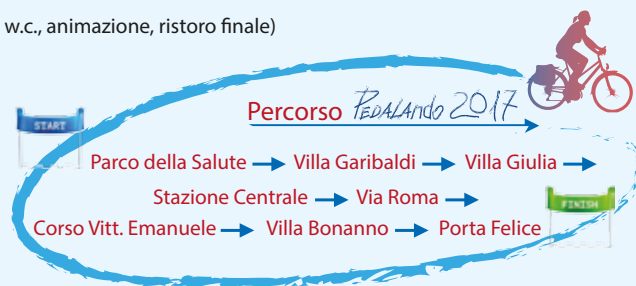 w.c., animazione, ristoro finale)
Percorso PEDALANdo 2017
START
Parco della Salute → Villa Garibaldi → Villa Giulia →
Stazione Centrale → Via Roma →
FINISH
Corso Vitt. Emanuele → Villa Bonanno → Porta Felice